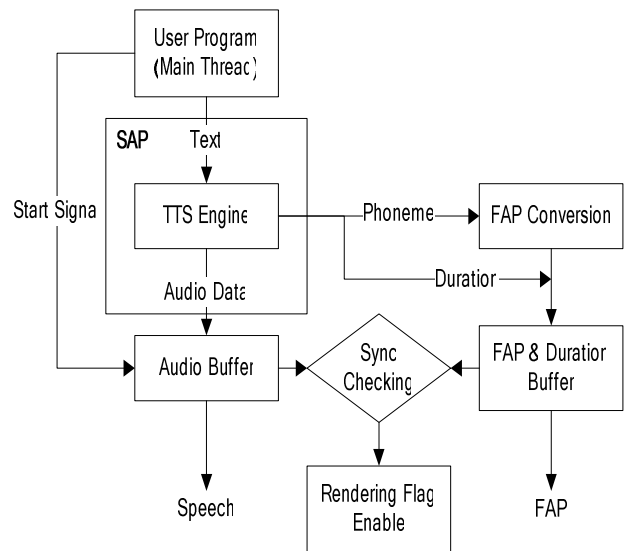 User Program
(Main Thread)
SAP
Text
Start Signa
TTS Engine
Phoneme
FAP Conversion
Duratior
Audio Data
Audio Buffer
Sync
Checking
FAP & Duratior
Buffer
Speech
Rendering Flag
Enable
FAP